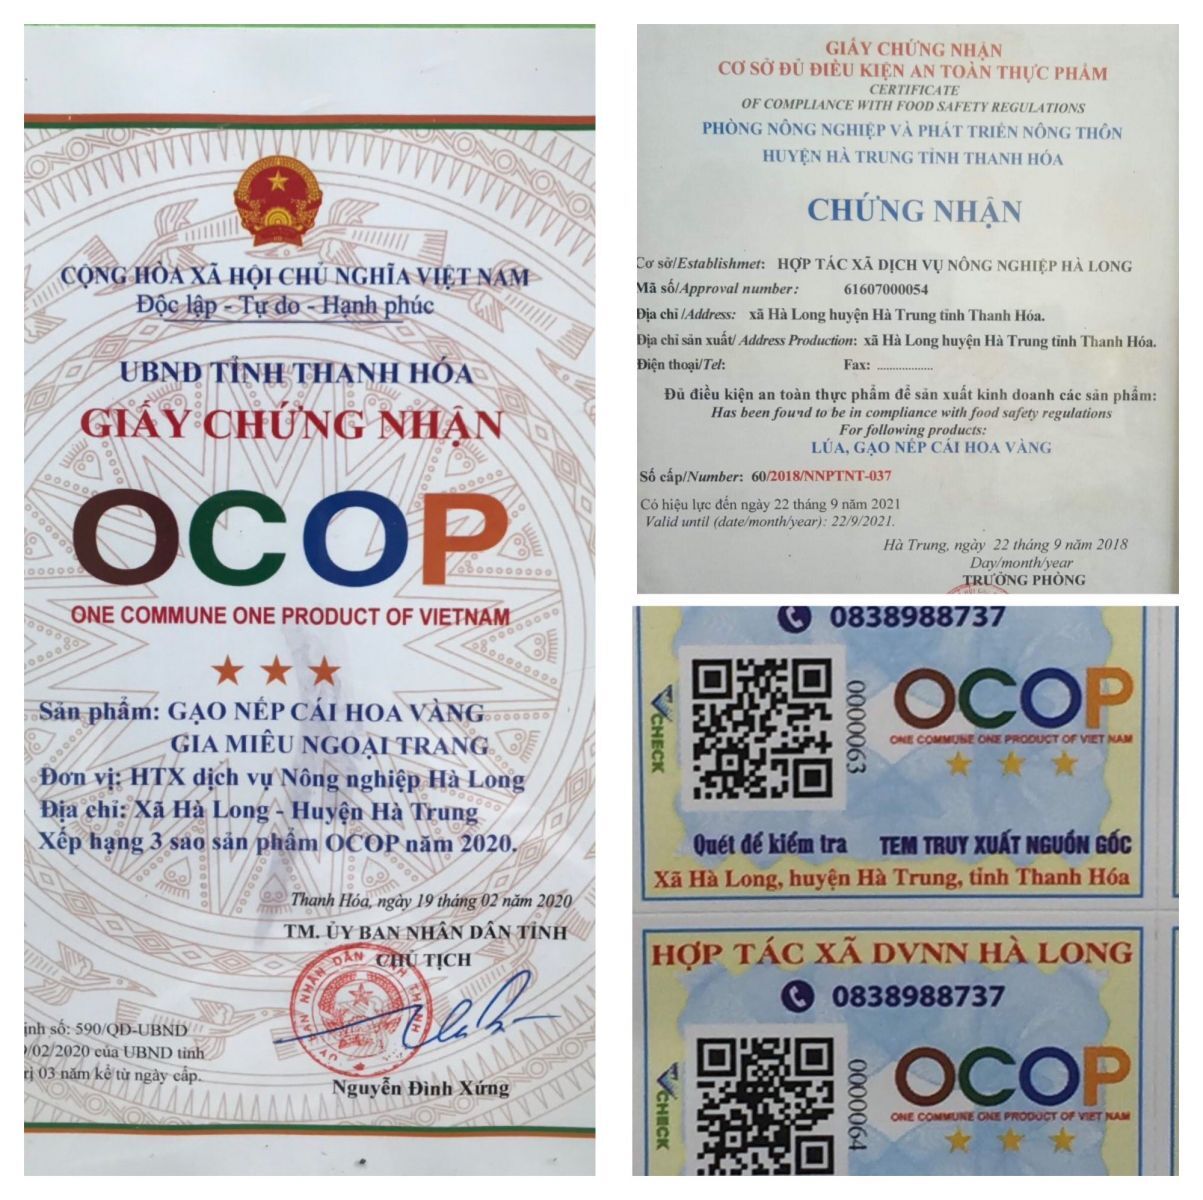 CỘNG HÒA XÃ HỘI CHỦ NGHĨA VIỆT NAM
Độc lập - Tự do - Hạnh phúc
UBND TỈNH THANH HÓA
GIẤY CHỨNG NHẬN
OCOP
ONE COMMUNE ONE PRODUCT OF VIETNAM
Sản phẩm: GẠO NẾP CÁI HOA VÀNG
GIA MIÊU NGOẠI TRANG
Đơn vị: HTX dịch vụ Nông nghiệp Hà Long
Địa chỉ: Xã Hà Long - Huyện Hà Trung
Xếp hạng 3 sao sản phẩm OCOP năm 2020.
Thanh Hóa, ngày 19 tháng 02 năm 2020
TM. ỦY BAN NHÂN DÂN TỈNH
CHỦ TỊCH
ịnh số: 590/QĐ-UBND
/02/2020 của UBND tỉnh
rị 03 năm kể từ ngày cấp.
Nguyễn Đình Xứng
GIẤY CHỨNG NHẬN
CƠ SỞ ĐỦ ĐIỀU KIỆN AN TOÀN THỰC PHẨM
CERTIFICATE
OF COMPLIANCE WITH FOOD SAFETY REGULATIONS
PHÒNG NÔNG NGHIỆP VÀ PHÁT TRIỂN NÔNG THÔN
HUYỆN HÀ TRUNG TỈNH THANH HÓA
CHỨNG NHẬN
Cơ sở/Establishmet: HỢP TÁC XÃ DỊCH VỤ NÔNG NGHIỆP HÀ LONG
Mã số/Approval number: 61607000054
Địa chỉ /Address: xã Hà Long huyện Hà Trung tỉnh Thanh Hóa.
Địa chỉ sản xuất/ Address Production: xã Hà Long huyện Hà Trung tỉnh Thanh Hóa.
Điện thoại/Tel: Fax: ..................
Đủ điều kiện an toàn thực phẩm để sản xuất kinh doanh các sản phẩm:
Has been found to be in compliance with food safety regulations
For following products:
LÚA, GẠO NẾP CÁI HOA VÀNG
Số cấp/Number: 60/2018/NNPTNT-037
Có hiệu lực đến ngày 22 tháng 9 năm 2021
Valid until (date/month/year): 22/9/2021.
Hà Trung, ngày 22 tháng 9 năm 2018
Day/month/year
TRƯỞNG PHÒNG
0838988737
CHECK
0000063
OCOP
ONE COMMUNE ONE PRODUCT OF VIET NAM
Quét để kiểm tra TEM TRUY XUẤT NGUỒN GỐC
Xã Hà Long, huyện Hà Trung, tỉnh Thanh Hóa
HỢP TÁC XÃ DVNN HÀ LONG
0838988737
CHECK
0000064
OCOP
ONE COMMUNE ONE PRODUCT OF VIET NAM